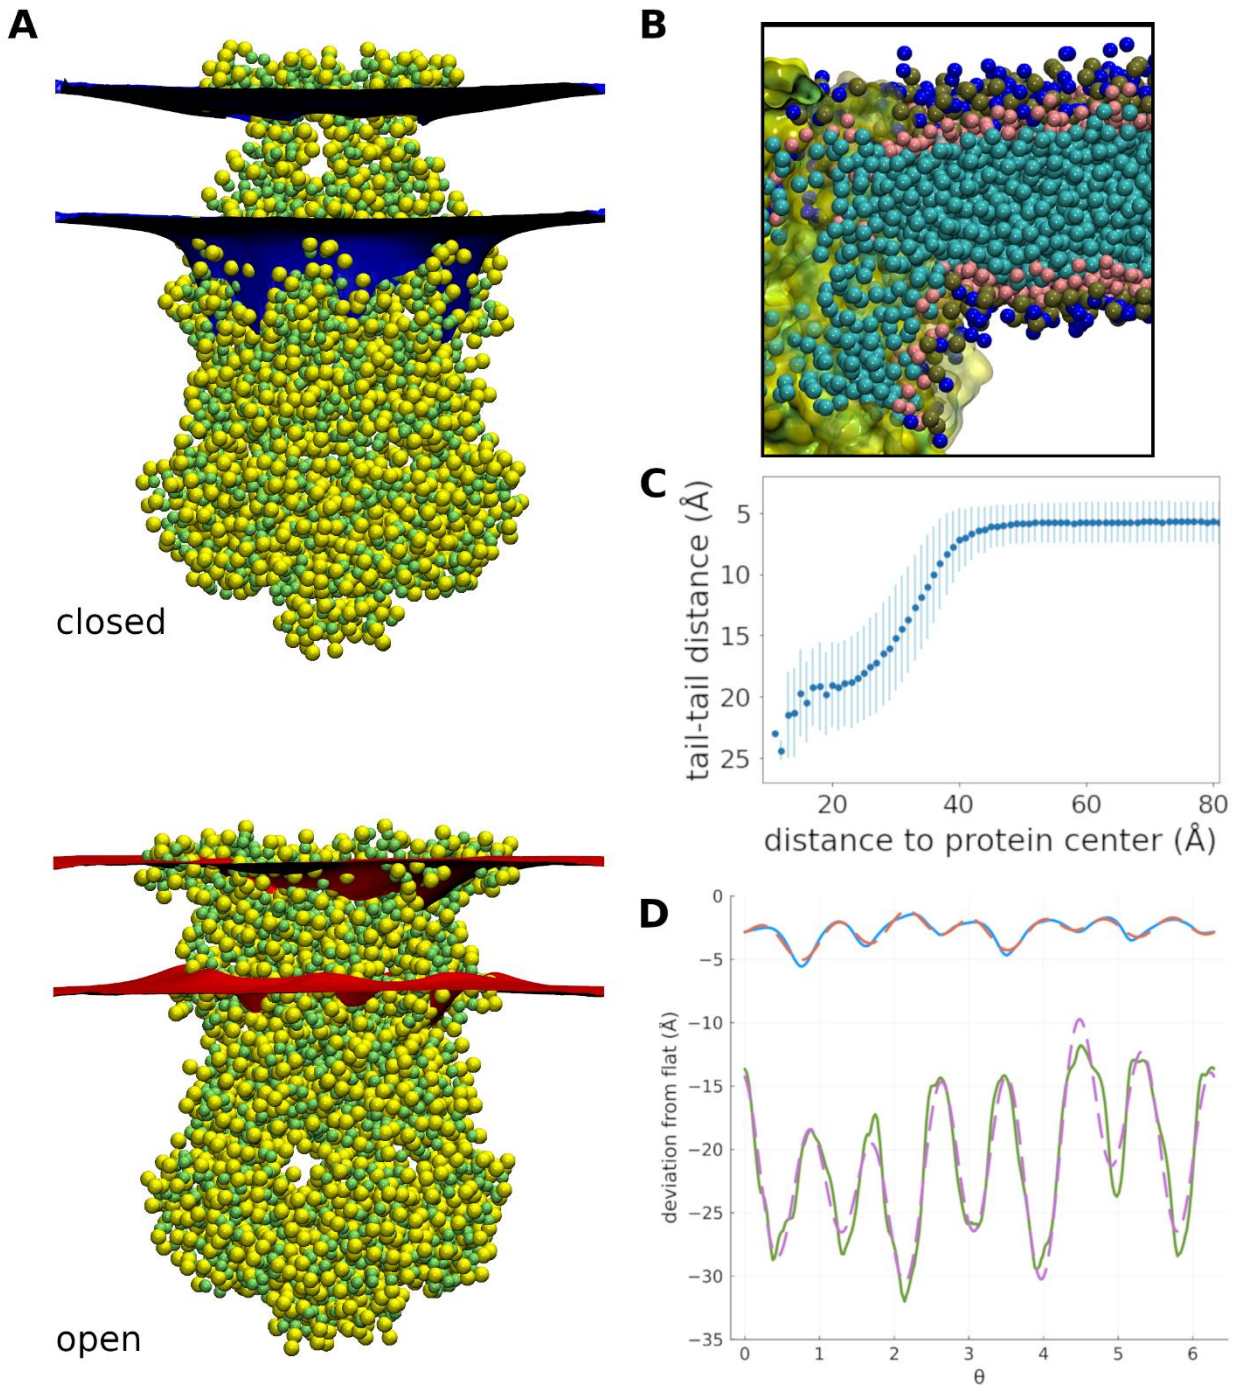 A
closed
open
B
C
tail-tail distance (Å)
5
10
15
20
25
20 40 60 80
distance to protein center (Å)
D
deviation from flat (Å)
0
−5
−10
−15
−20
−25
−30
−35
0 1 2 3 4 5 6
θ